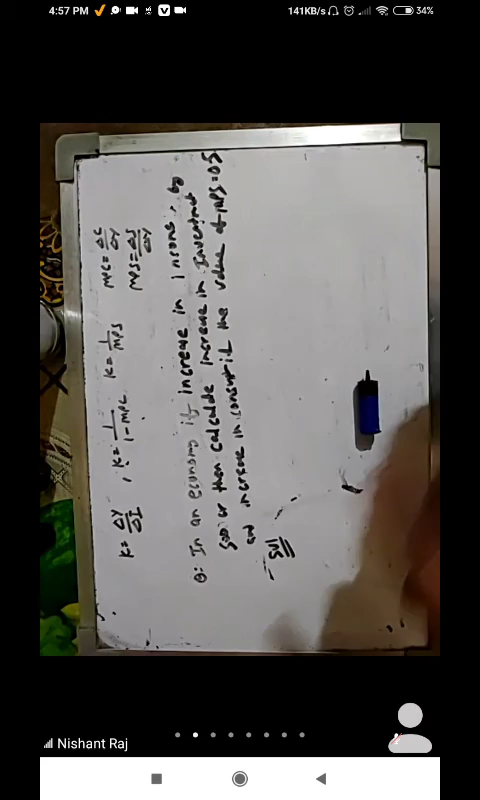 4:57 PM
141KB/s
34%
K = ΔY/ΔI , K = 1/1-MPC K = 1/MPS MPC = ΔC/ΔY
MPS = ΔS/ΔY
Q: In an economy if increase in income, by
cr then calculate increase in Investment
and increase in consum if the value of MPS = 0.5
Nishant Raj